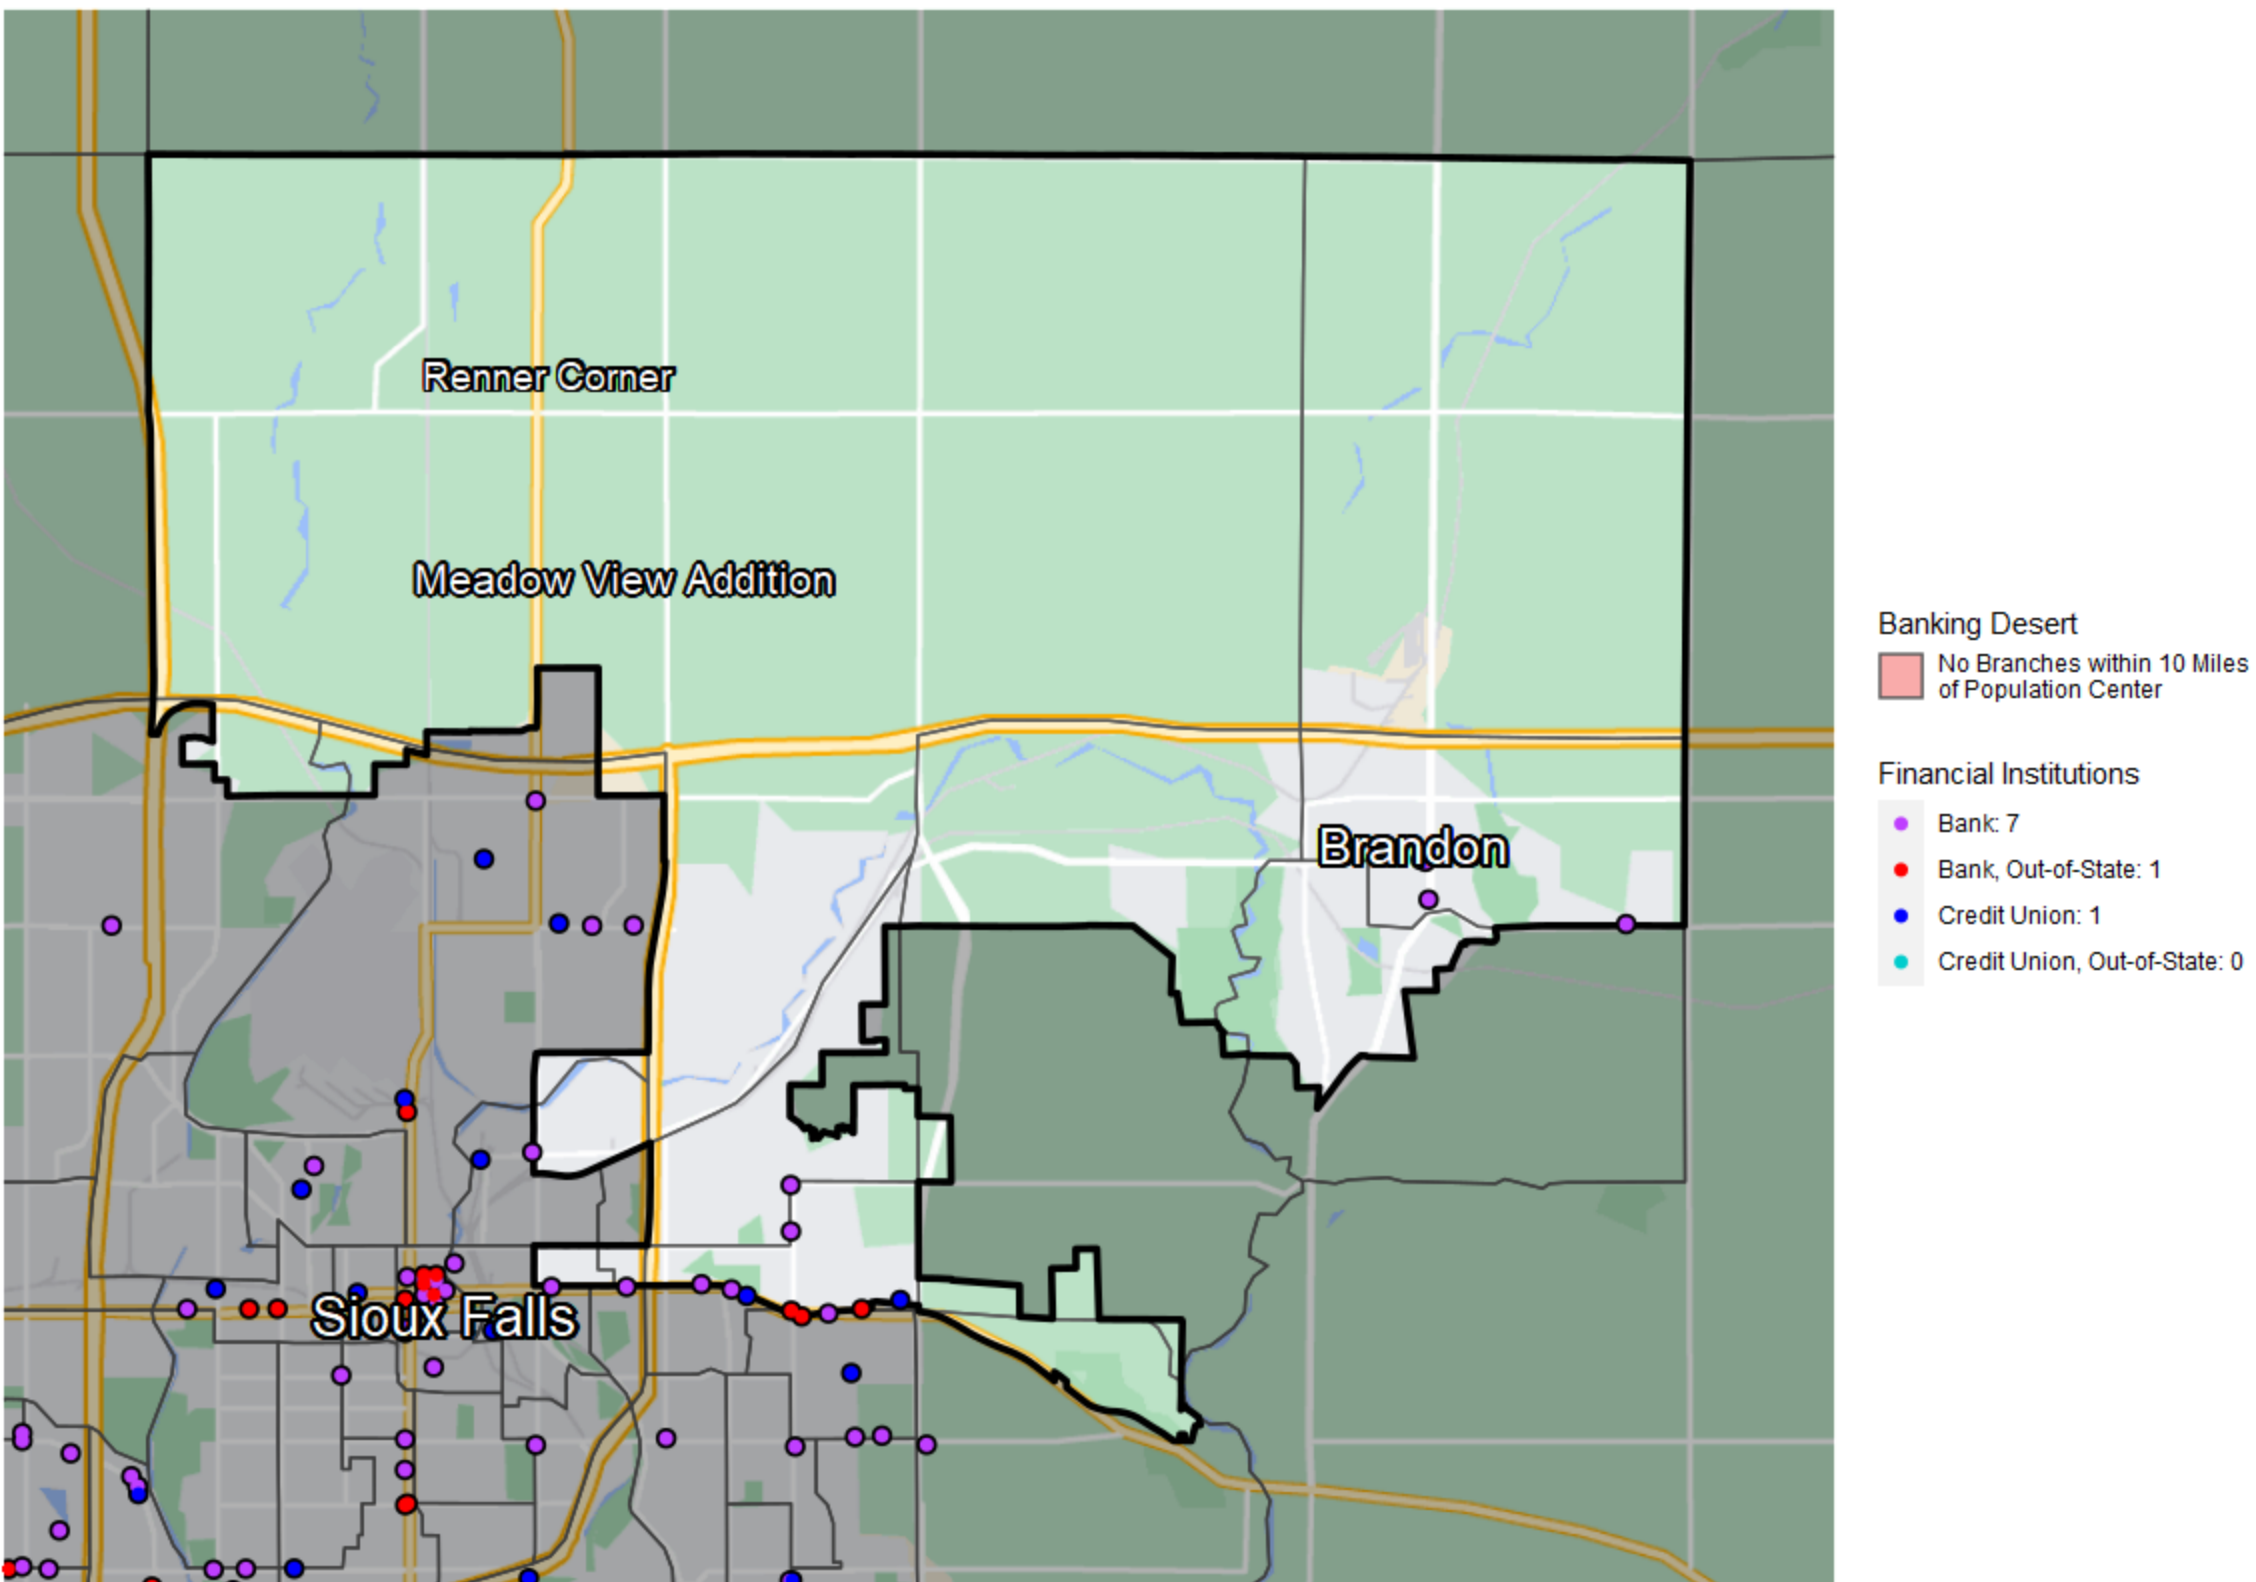 Renner Corner
Meadow View Addition
Brandon
Sioux Falls
Banking Desert
No Branches within 10 Miles
of Population Center
Financial Institutions
Bank: 7
Bank, Out-of-State: 1
Credit Union: 1
Credit Union, Out-of-State: 0